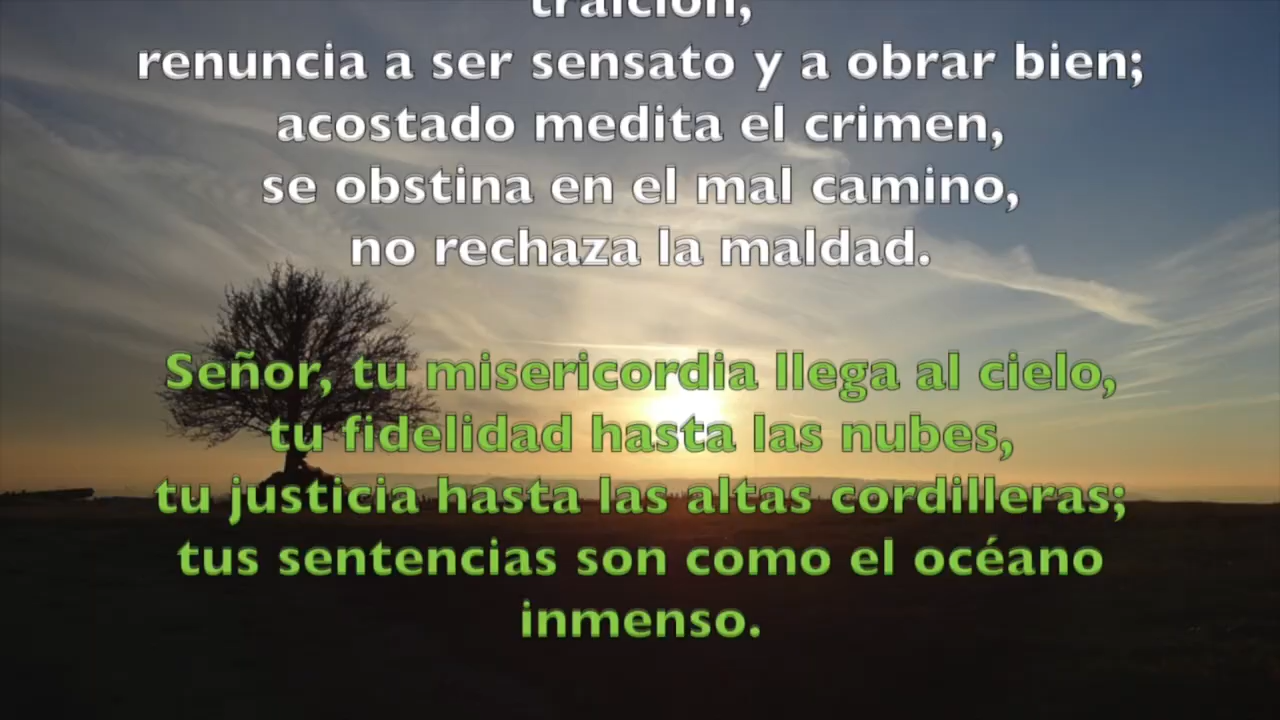 traición,
renuncia a ser sensato y a obrar bien;
acostado medita el crimen,
se obstina en el mal camino,
no rechaza la maldad.
Señor, tu misericordia llega al cielo,
tu fidelidad hasta las nubes,
tu justicia hasta las altas cordilleras;
tus sentencias son como el océano
inmenso.